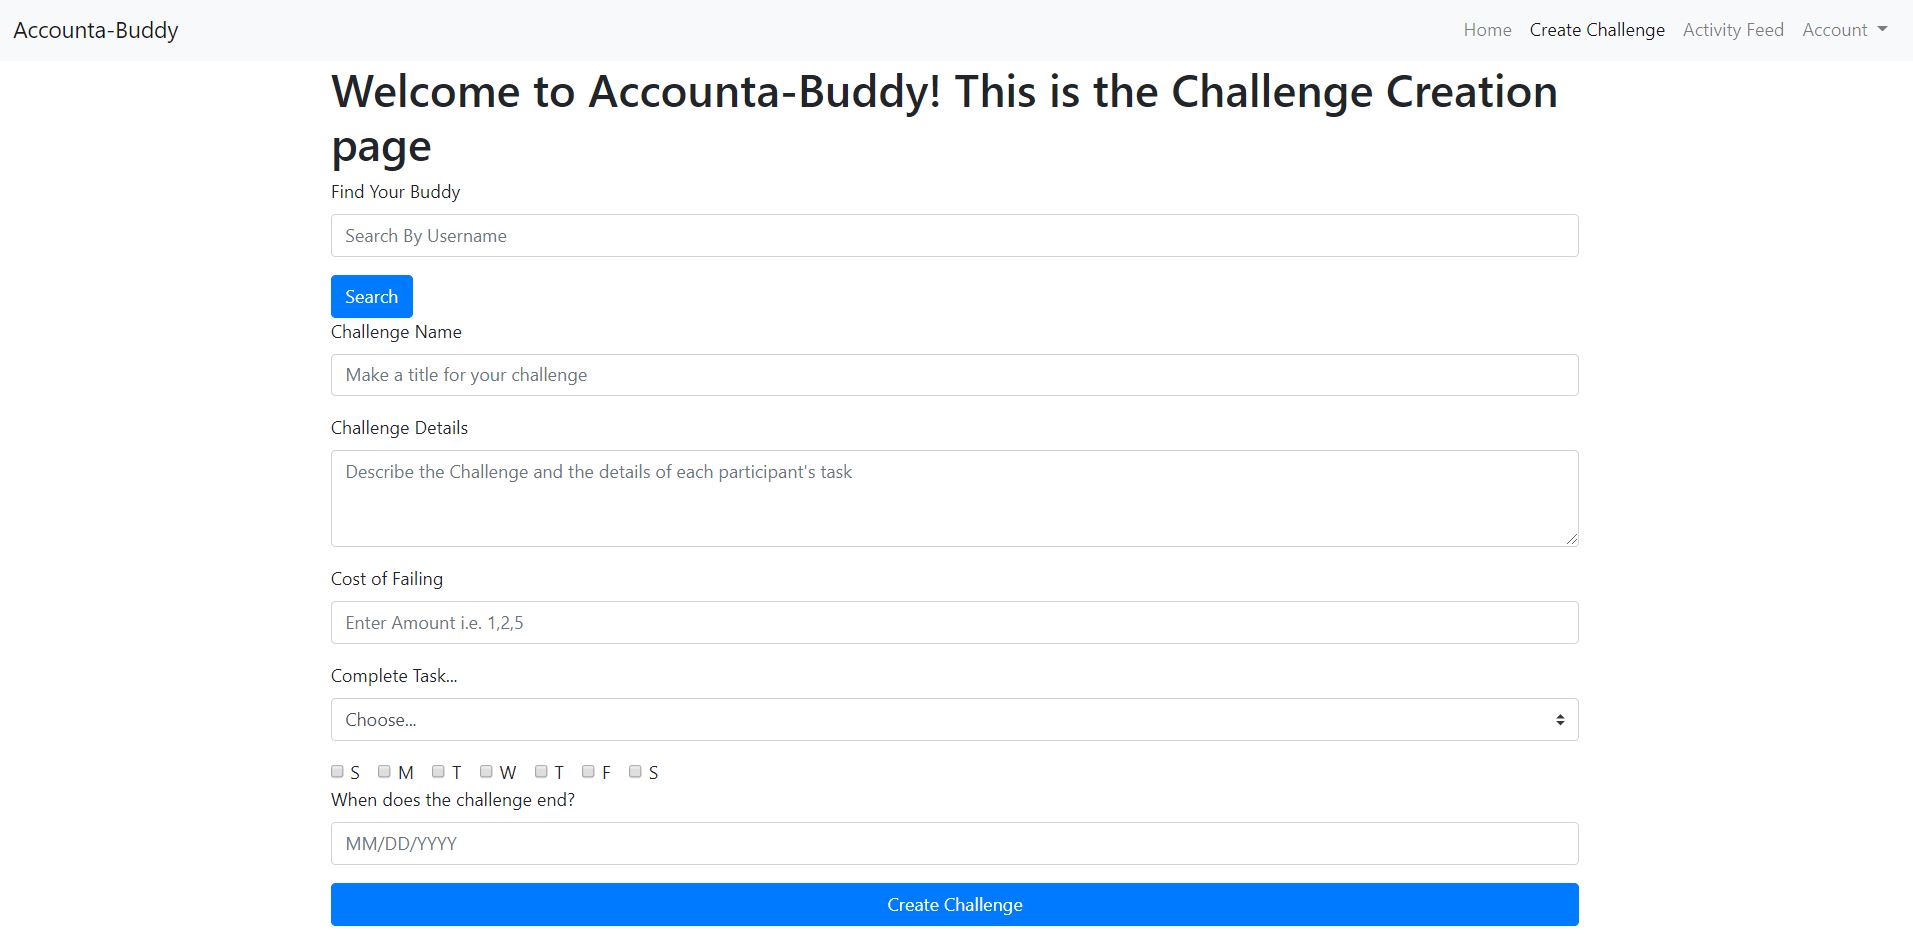 Accounta-Buddy
Home Create Challenge Activity Feed Account
Welcome to Accounta-Buddy! This is the Challenge Creation
page
Find Your Buddy
Search By Username
Search
Challenge Name
Make a title for your challenge
Challenge Details
Describe the Challenge and the details of each participant's task
Cost of Failing
Enter Amount i.e. 1,2,5
Complete Task...
Choose...
S M T W T F S
When does the challenge end?
MM/DD/YYYY
Create Challenge